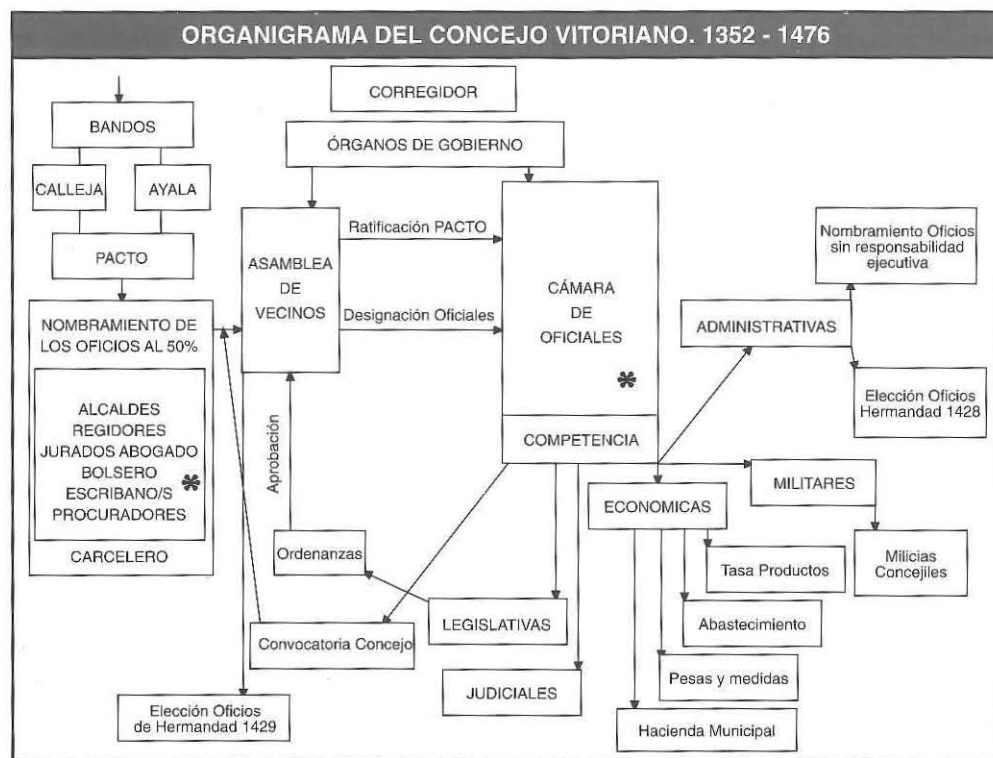 ORGANIGRAMA DEL CONCEJO VITORIANO. 1352 - 1476
CORREGIDOR
BANDOS
ÓRGANOS DE GOBIERNO
CALLEJA
AYALA
PACTO
ASAMBLEA
DE
VECINOS
Ratificación PACTO
Designación Oficiales
CÁMARA
DE
OFICIALES
*
COMPETENCIA
Nombramiento Oficios
sin responsabilidad
ejecutiva
ADMINISTRATIVAS
Elección Oficios
Hermandad 1428
NOMBRAMIENTO DE
LOS OFICIOS AL 50%
ALCALDES
REGIDORES
JURADOS ABOGADO
BOLSERO
ESCRIBANO/S *
PROCURADORES
CARCELERO
Aprobación
Ordenanzas
MILITARES
ECONOMICAS
Milicias
Concejiles
Tasa Productos
LEGISLATIVAS
Abastecimiento
Convocatoria Concejo
JUDICIALES
Pesas y medidas
Elección Oficios
de Hermandad 1429
Hacienda Municipal